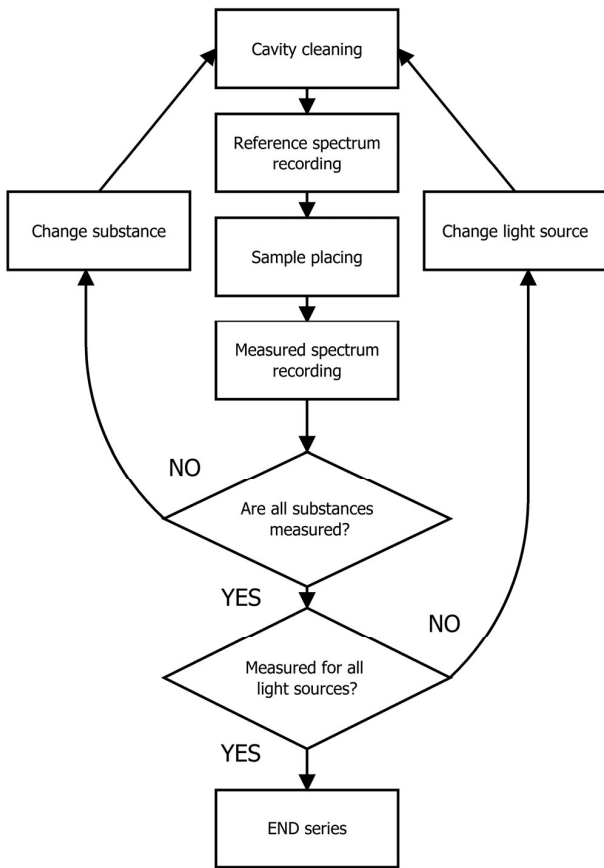 Cavity cleaning
Reference spectrum
recording
Change substance
Sample placing
Change light source
Measured spectrum
recording
NO
Are all substances
measured?
YES
NO
Measured for all
light sources?
YES
END series